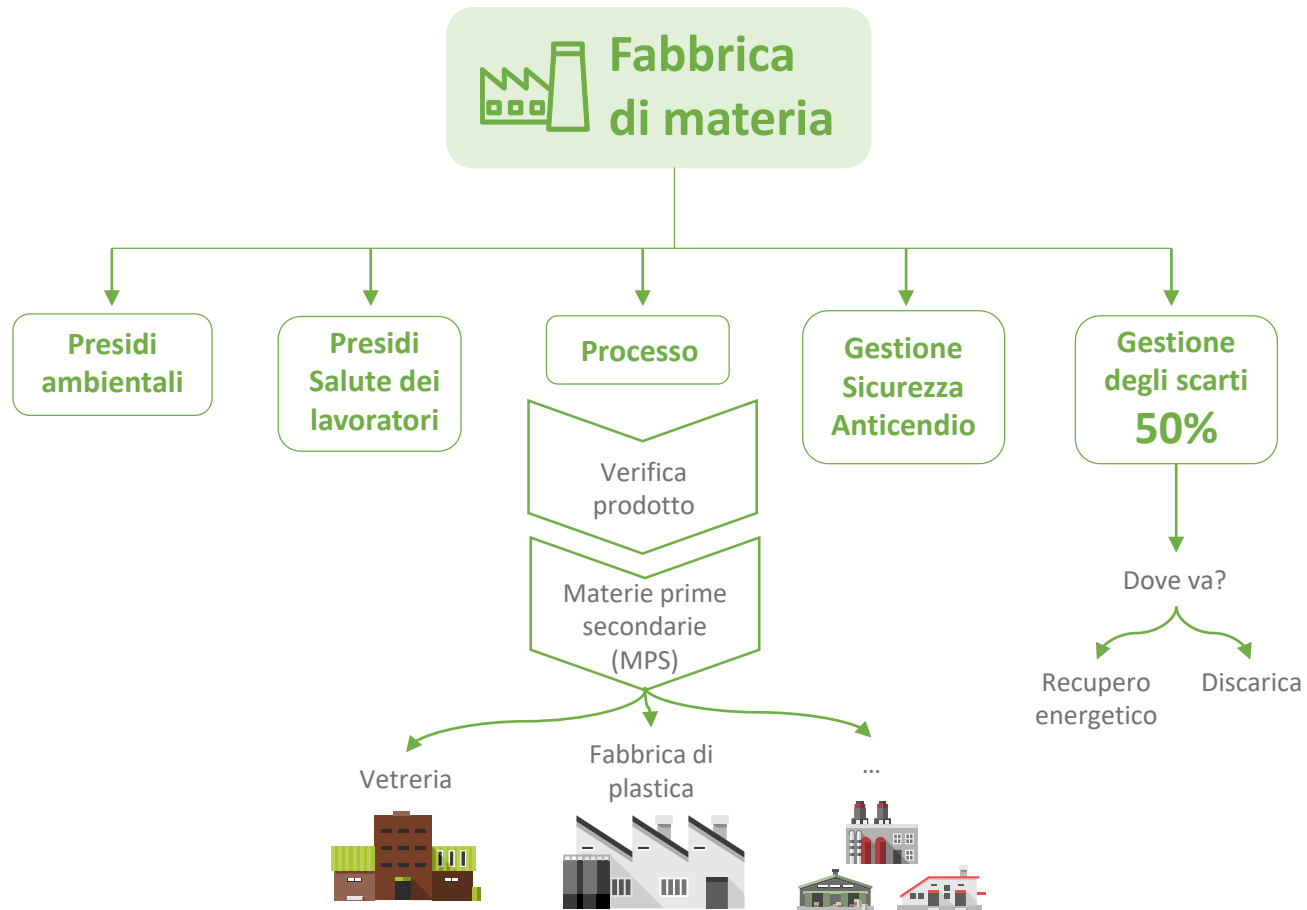 Fabbrica
di materia
Presidi
ambientali
Presidi
Salute dei
lavoratori
Processo
Gestione
Sicurezza
Anticendio
Gestione
degli scarti
50%
Verifica
prodotto
Materie prime
secondarie
(MPS)
Dove va?
Recupero
energetico
Discarica
Vetreria
Fabbrica di
plastica
...